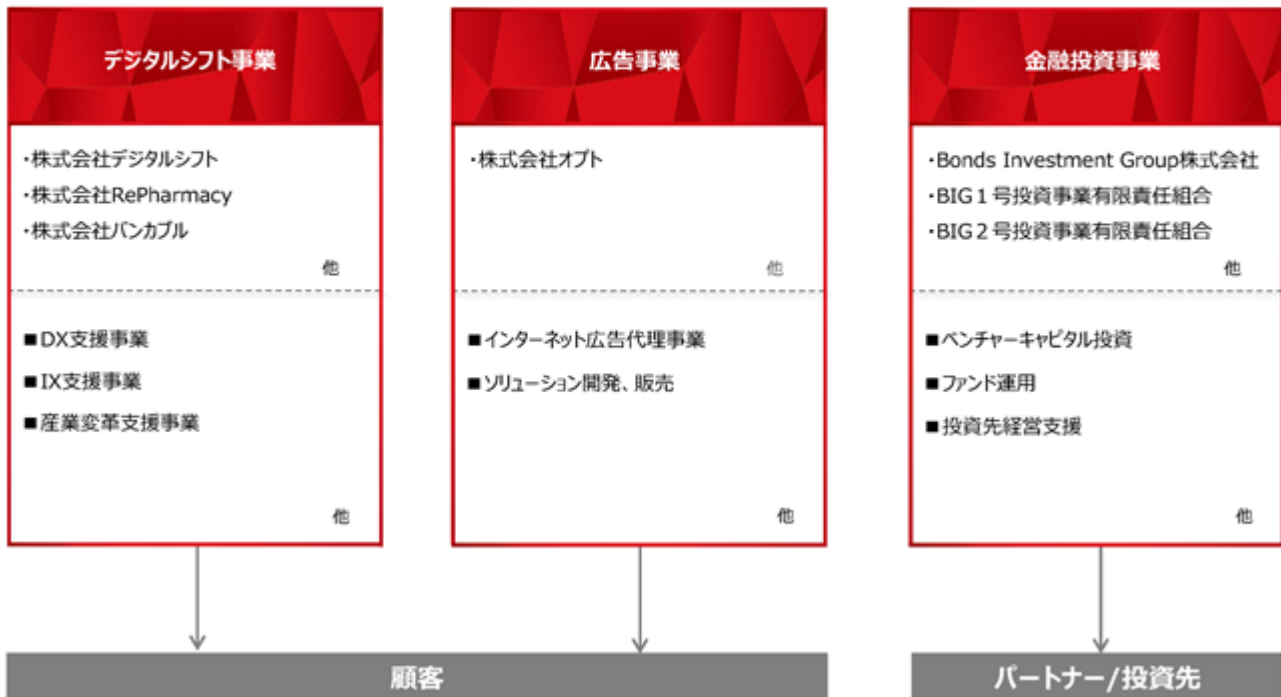 デジタルシフト事業
・株式会社デジタルシフト
・株式会社RePharmacy
・株式会社バンカブル
他
■DX支援事業
■IX支援事業
■産業変革支援事業
他
広告事業
・株式会社オプト
他
■インターネット広告代理事業
■ソリューション開発、販売
他
金融投資事業
・Bonds Investment Group株式会社
・BIG１号投資事業有限責任組合
・BIG２号投資事業有限責任組合
他
■ベンチャーキャピタル投資
■ファンド運用
■投資先経営支援
他
顧客
パートナー/投資先